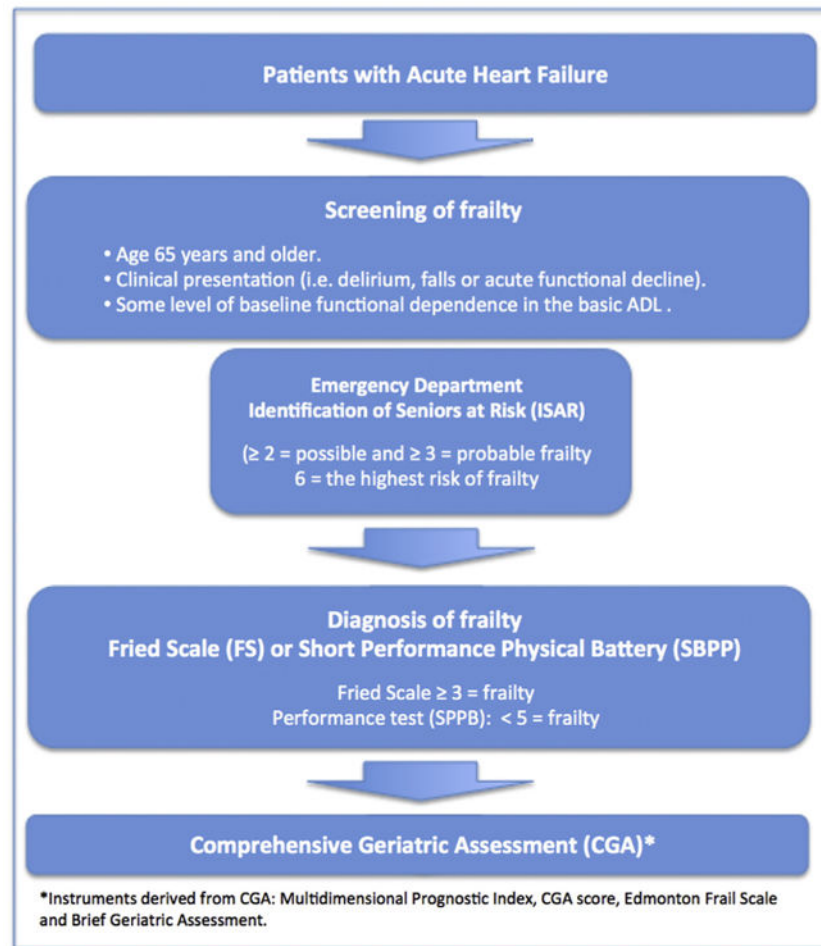 Patients with Acute Heart Failure
Screening of frailty
• Age 65 years and older.
• Clinical presentation (i.e. delirium, falls or acute functional decline).
• Some level of baseline functional dependence in the basic ADL .
Emergency Department
Identification of Seniors at Risk (ISAR)
(≥ 2 = possible and ≥ 3 = probable frailty
6 = the highest risk of frailty
Diagnosis of frailty
Fried Scale (FS) or Short Performance Physical Battery (SBPP)
Fried Scale ≥ 3 = frailty
Performance test (SPPB):  < 5 = frailty
Comprehensive Geriatric Assessment (CGA)*
*Instruments derived from CGA: Multidimensional Prognostic Index, CGA score, Edmonton Frail Scale
and Brief Geriatric Assessment.